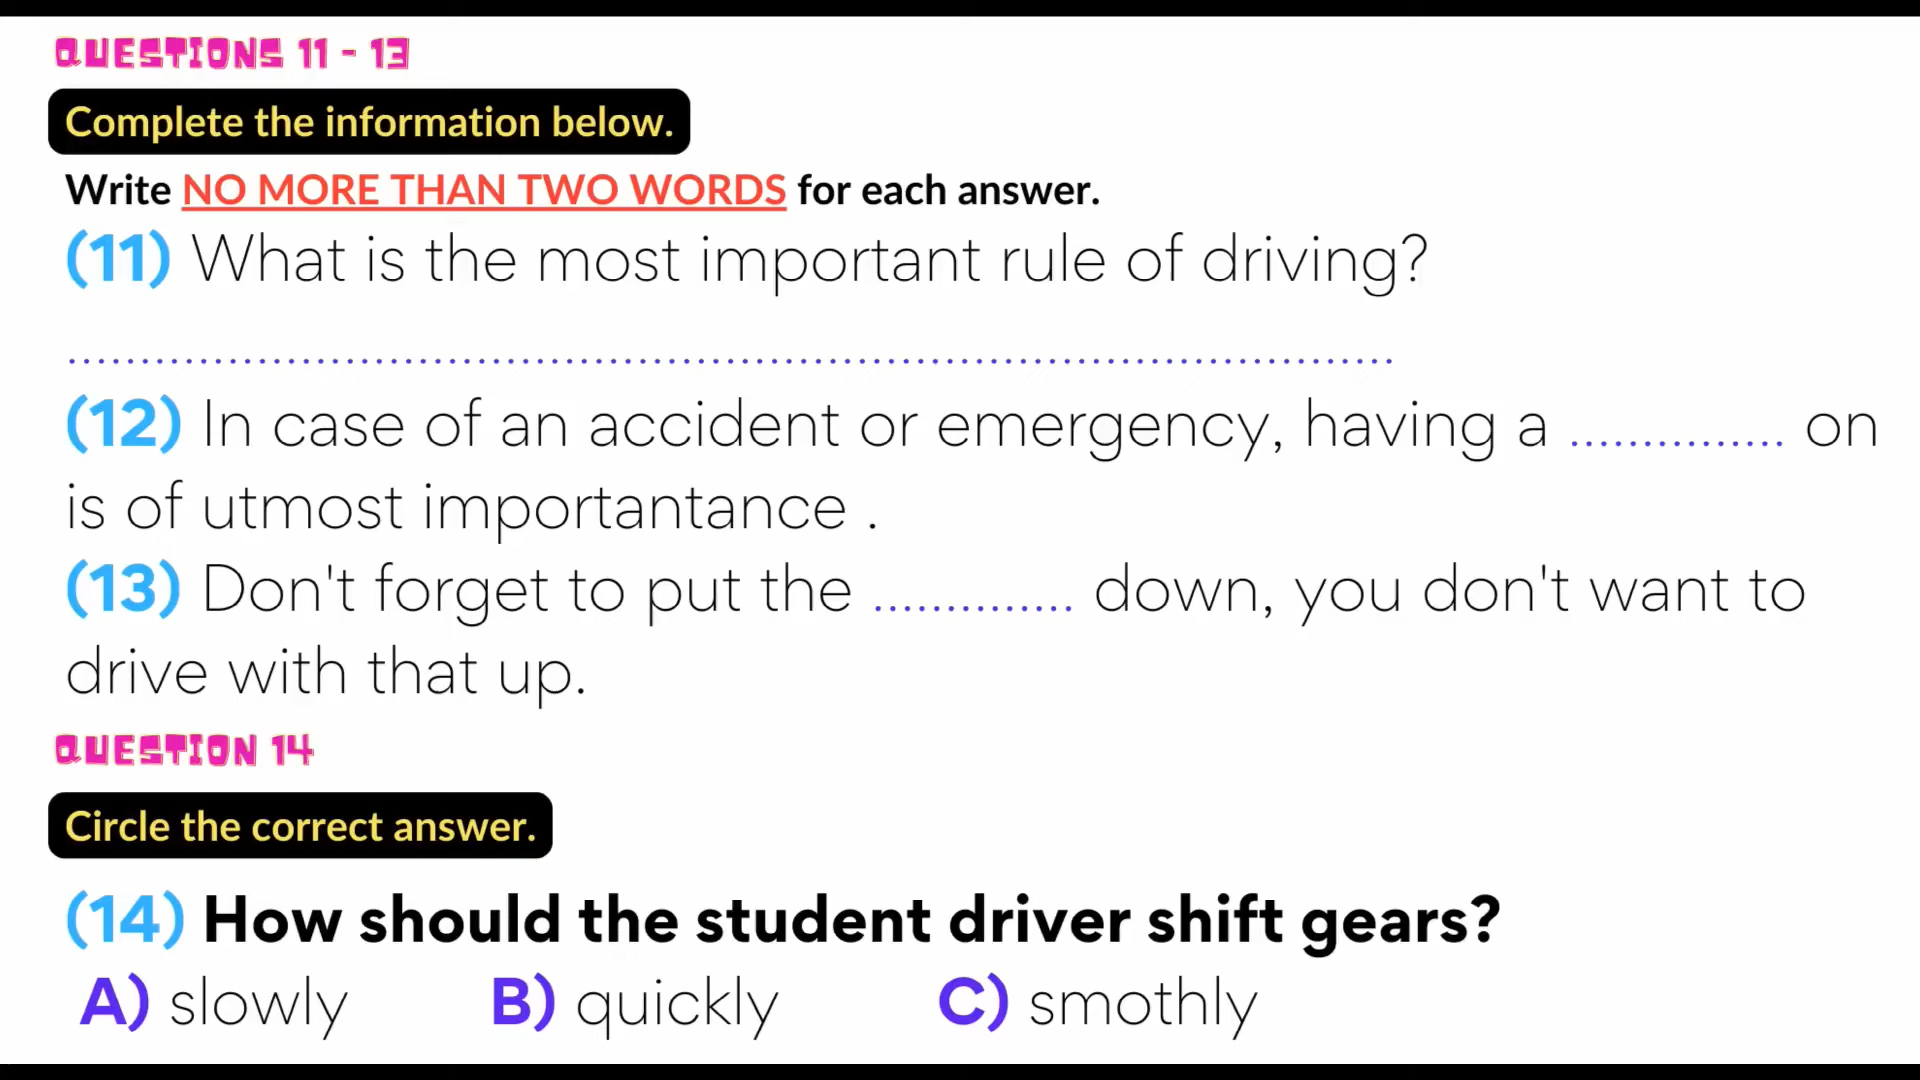 QUESTIONS 11 - 13
Complete the information below.
Write NO MORE THAN TWO WORDS for each answer.
(11) What is the most important rule of driving?
...........................................................................................
(12) In case of an accident or emergency, having a ............... on
is of utmost importantance .
(13) Don't forget to put the .............. down, you don't want to
drive with that up.
QUESTION 14
Circle the correct answer.
(14) How should the student driver shift gears?
A) slowly B) quickly C) smothly